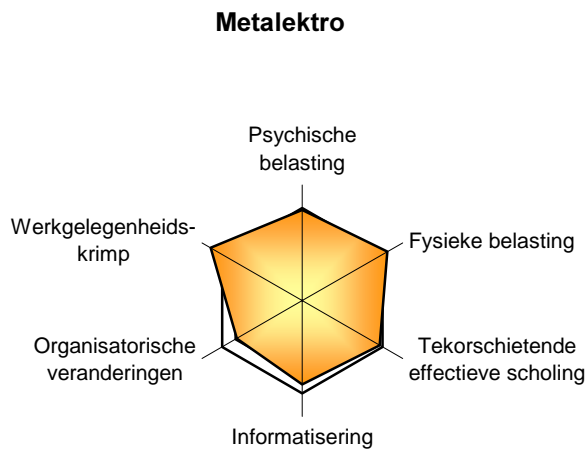 Metalektro
Psychische
belasting
Werkgelegenheids-
krimp
Fysieke belasting
Organisatorische
veranderingen
Tekorschietende
effectieve scholing
Informatisering